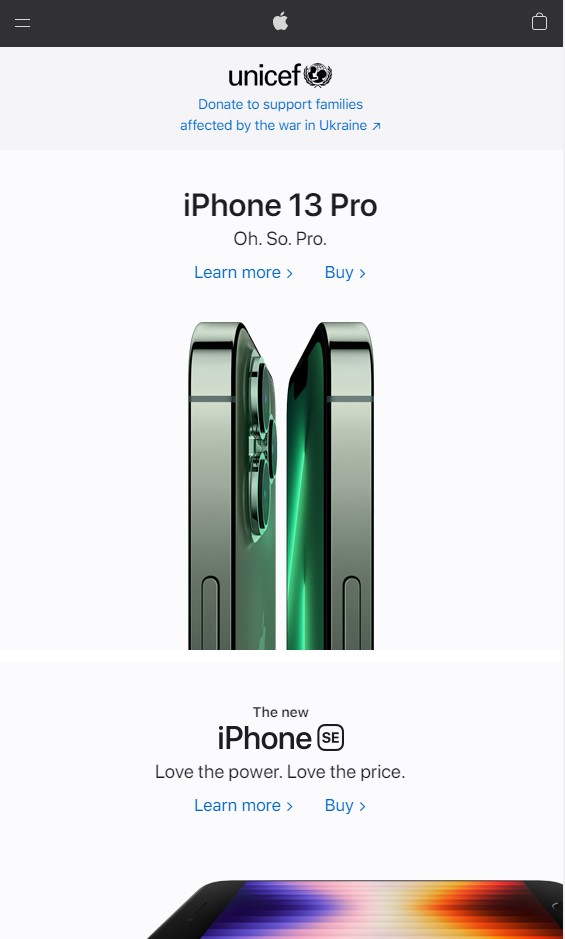 unicef
Donate to support families
affected by the war in Ukraine ↗
iPhone 13 Pro
Oh. So. Pro.
Learn more >
Buy >
The new
iPhone SE
Love the power. Love the price.
Learn more >
Buy >